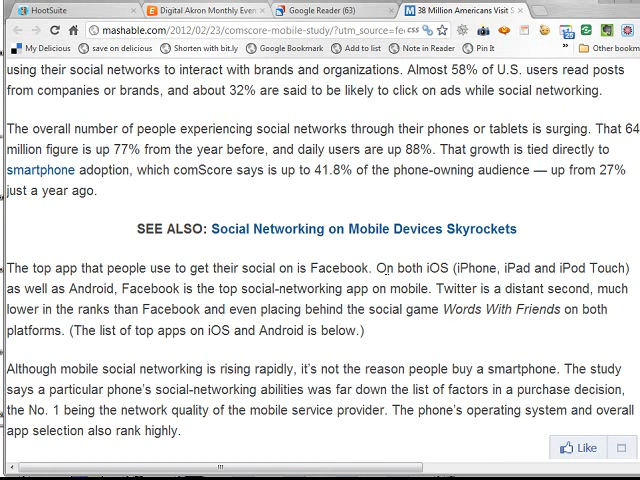 HootSuite
Digital Akron Monthly Even
Google Reader (63)
38 Million Americans Visit S
mashable.com/2012/02/23/comscore-mobile-study/?utm_source=fe
My Delicious save on delicious Shorten with bit.ly Google Bookmark Add to list Note in Reader Pin It » Other bookm
using their social networks to interact with brands and organizations. Almost 58% of U.S. users read posts
from companies or brands, and about 32% are said to be likely to click on ads while social networking.
The overall number of people experiencing social networks through their phones or tablets is surging. That 64
million figure is up 77% from the year before, and daily users are up 88%. That growth is tied directly to
smartphone adoption, which comScore says is up to 41.8% of the phone-owning audience — up from 27%
just a year ago.
SEE ALSO: Social Networking on Mobile Devices Skyrockets
The top app that people use to get their social on is Facebook. On both iOS (iPhone, iPad and iPod Touch)
as well as Android, Facebook is the top social-networking app on mobile. Twitter is a distant second, much
lower in the ranks than Facebook and even placing behind the social game Words With Friends on both
platforms. (The list of top apps on iOS and Android is below.)
Although mobile social networking is rising rapidly, it's not the reason people buy a smartphone. The study
says a particular phone's social-networking abilities was far down the list of factors in a purchase decision,
the No. 1 being the network quality of the mobile service provider. The phone's operating system and overall
app selection also rank highly.
Like